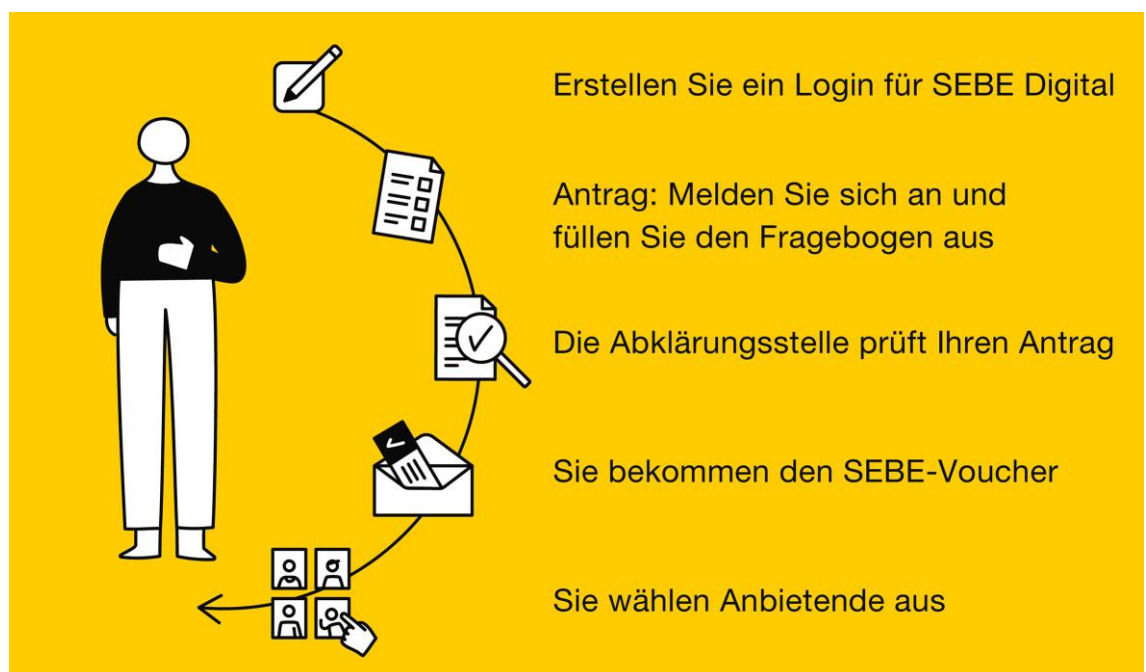 Erstellen Sie ein Login für SEBE Digital
Antrag: Melden Sie sich an und
füllen Sie den Fragebogen aus
Die Abklärungsstelle prüft Ihren Antrag
Sie bekommen den SEBE-Voucher
Sie wählen Anbietende aus